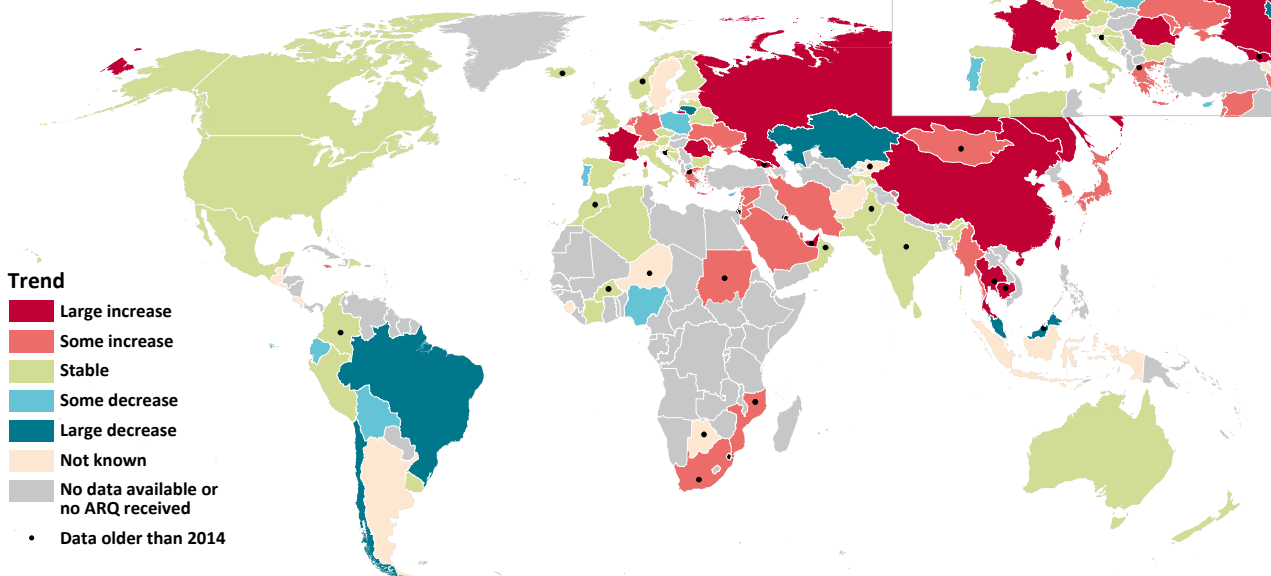 Trend
Large increase
Some increase
Stable
Some decrease
Large decrease
Not known
No data available or
no ARQ received
Data older than 2014